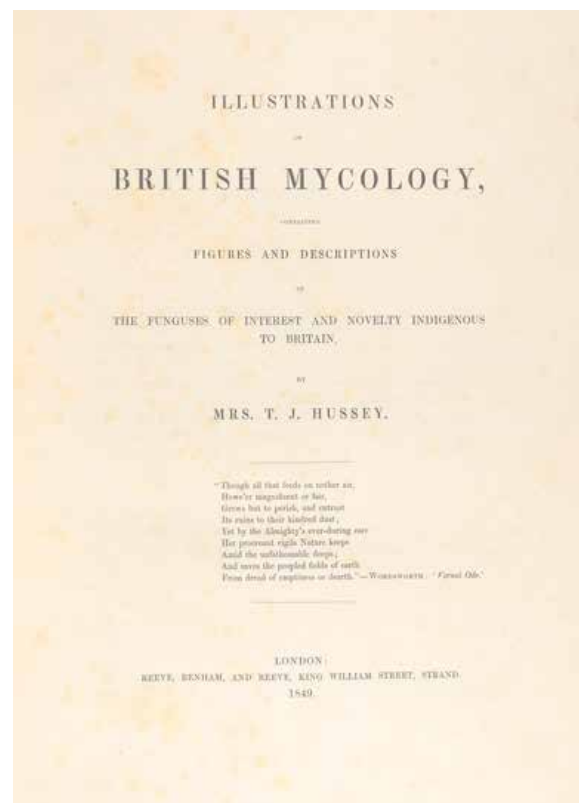 ILLUSTRATIONS
OF
BRITISH MYCOLOGY,
CONTAINING
FIGURES AND DESCRIPTIONS
OF
THE FUNGUSES OF INTEREST AND NOVELTY INDIGENOUS
TO BRITAIN,
BY
MRS. T. J. HUSSEY.
"Though all that feeds on nether air,
Howe'er magnificent or fair,
Grows but to perish, and entrust
Its ruins to their kindred dust;
Yet by the Almighty's ever-during care
Her procreant vigils Nature keeps
Amid the unfathomable deeps;
And saves the peopled fields of earth
From dread of emptiness or dearth."—WORDSWORTH. 'Vernal Ode.'
LONDON:
REEVE, BENHAM, AND REEVE, KING WILLIAM STREET, STRAND.
1849.